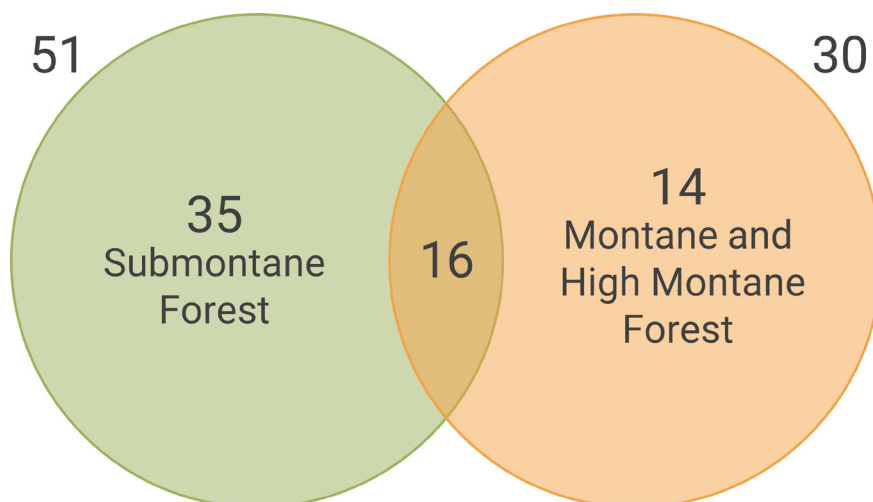 51
30
35
Submontane
Forest
16
14
Montane and
High Montane
Forest